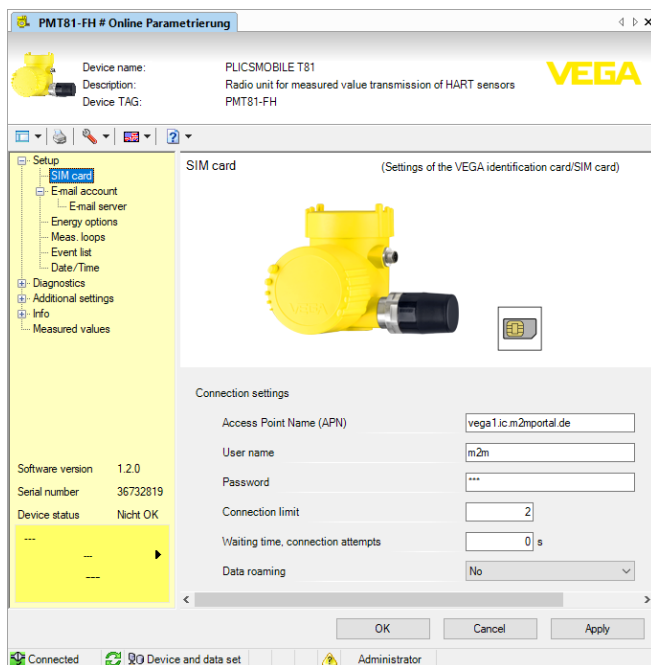 PMT81-FH # Online Parametrierung
Device name: PLICSMOBILE T81
Description: Radio unit for measured value transmission of HART sensors
Device TAG: PMT81-FH
VEGA
Setup
SIM card
E-mail account
E-mail server
Energy options
Meas. loops
Event list
Date/Time
Diagnostics
Additional settings
Info
Measured values
Software version 1.2.0
Serial number 36732819
Device status Nicht OK
---
--
---
SIM card (Settings of the VEGA identification card/SIM card)
VEGA
Connection settings
Access Point Name (APN) vega1.ic.m2mportal.de
User name m2m
Password ***
Connection limit 2
Waiting time, connection attempts 0 s
Data roaming No
OK Cancel Apply
Connected Device and data set Administrator